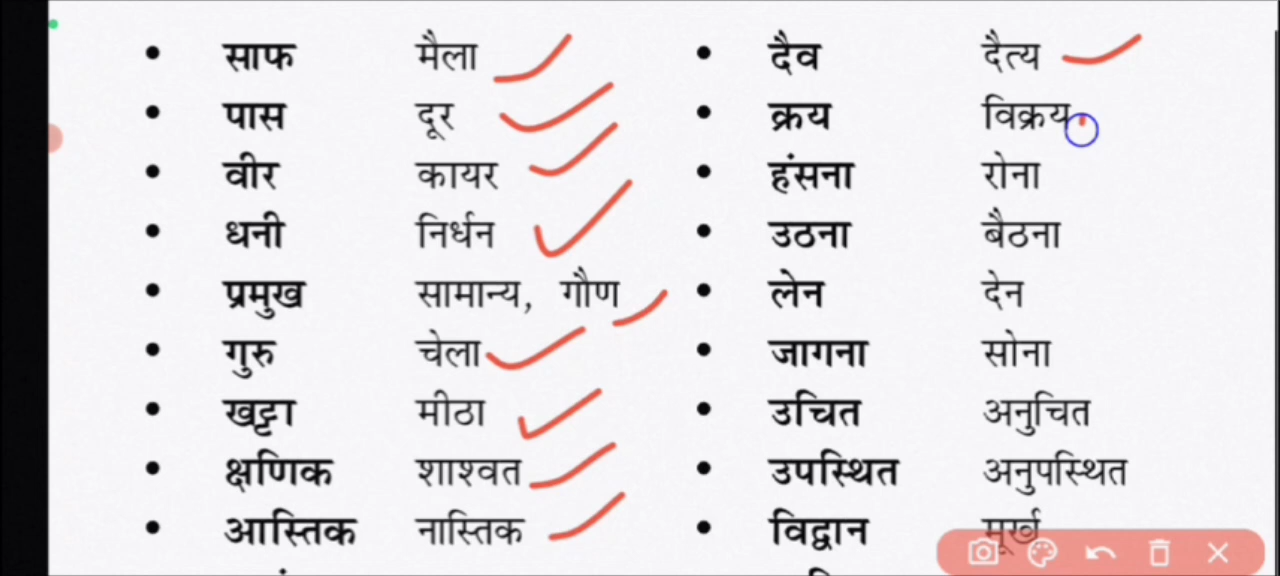 • साफ मैला
• पास दूर
• वीर कायर
• धनी निर्धन
• प्रमुख सामान्य, गौण
• गुरु चेला
• खट्टा मीठा
• क्षणिक शाश्वत
• आस्तिक नास्तिक
• दैव दैत्य
• क्रय विक्रय
• हंसना रोना
• उठना बैठना
• लेन देन
• जागना सोना
• उचित अनुचित
• उपस्थित अनुपस्थित
• विद्वान मूर्ख